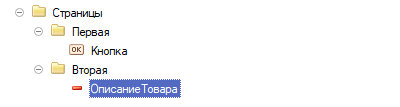 Страницы
Первая
OK Кнопка
Вторая
ОписаниеТовара